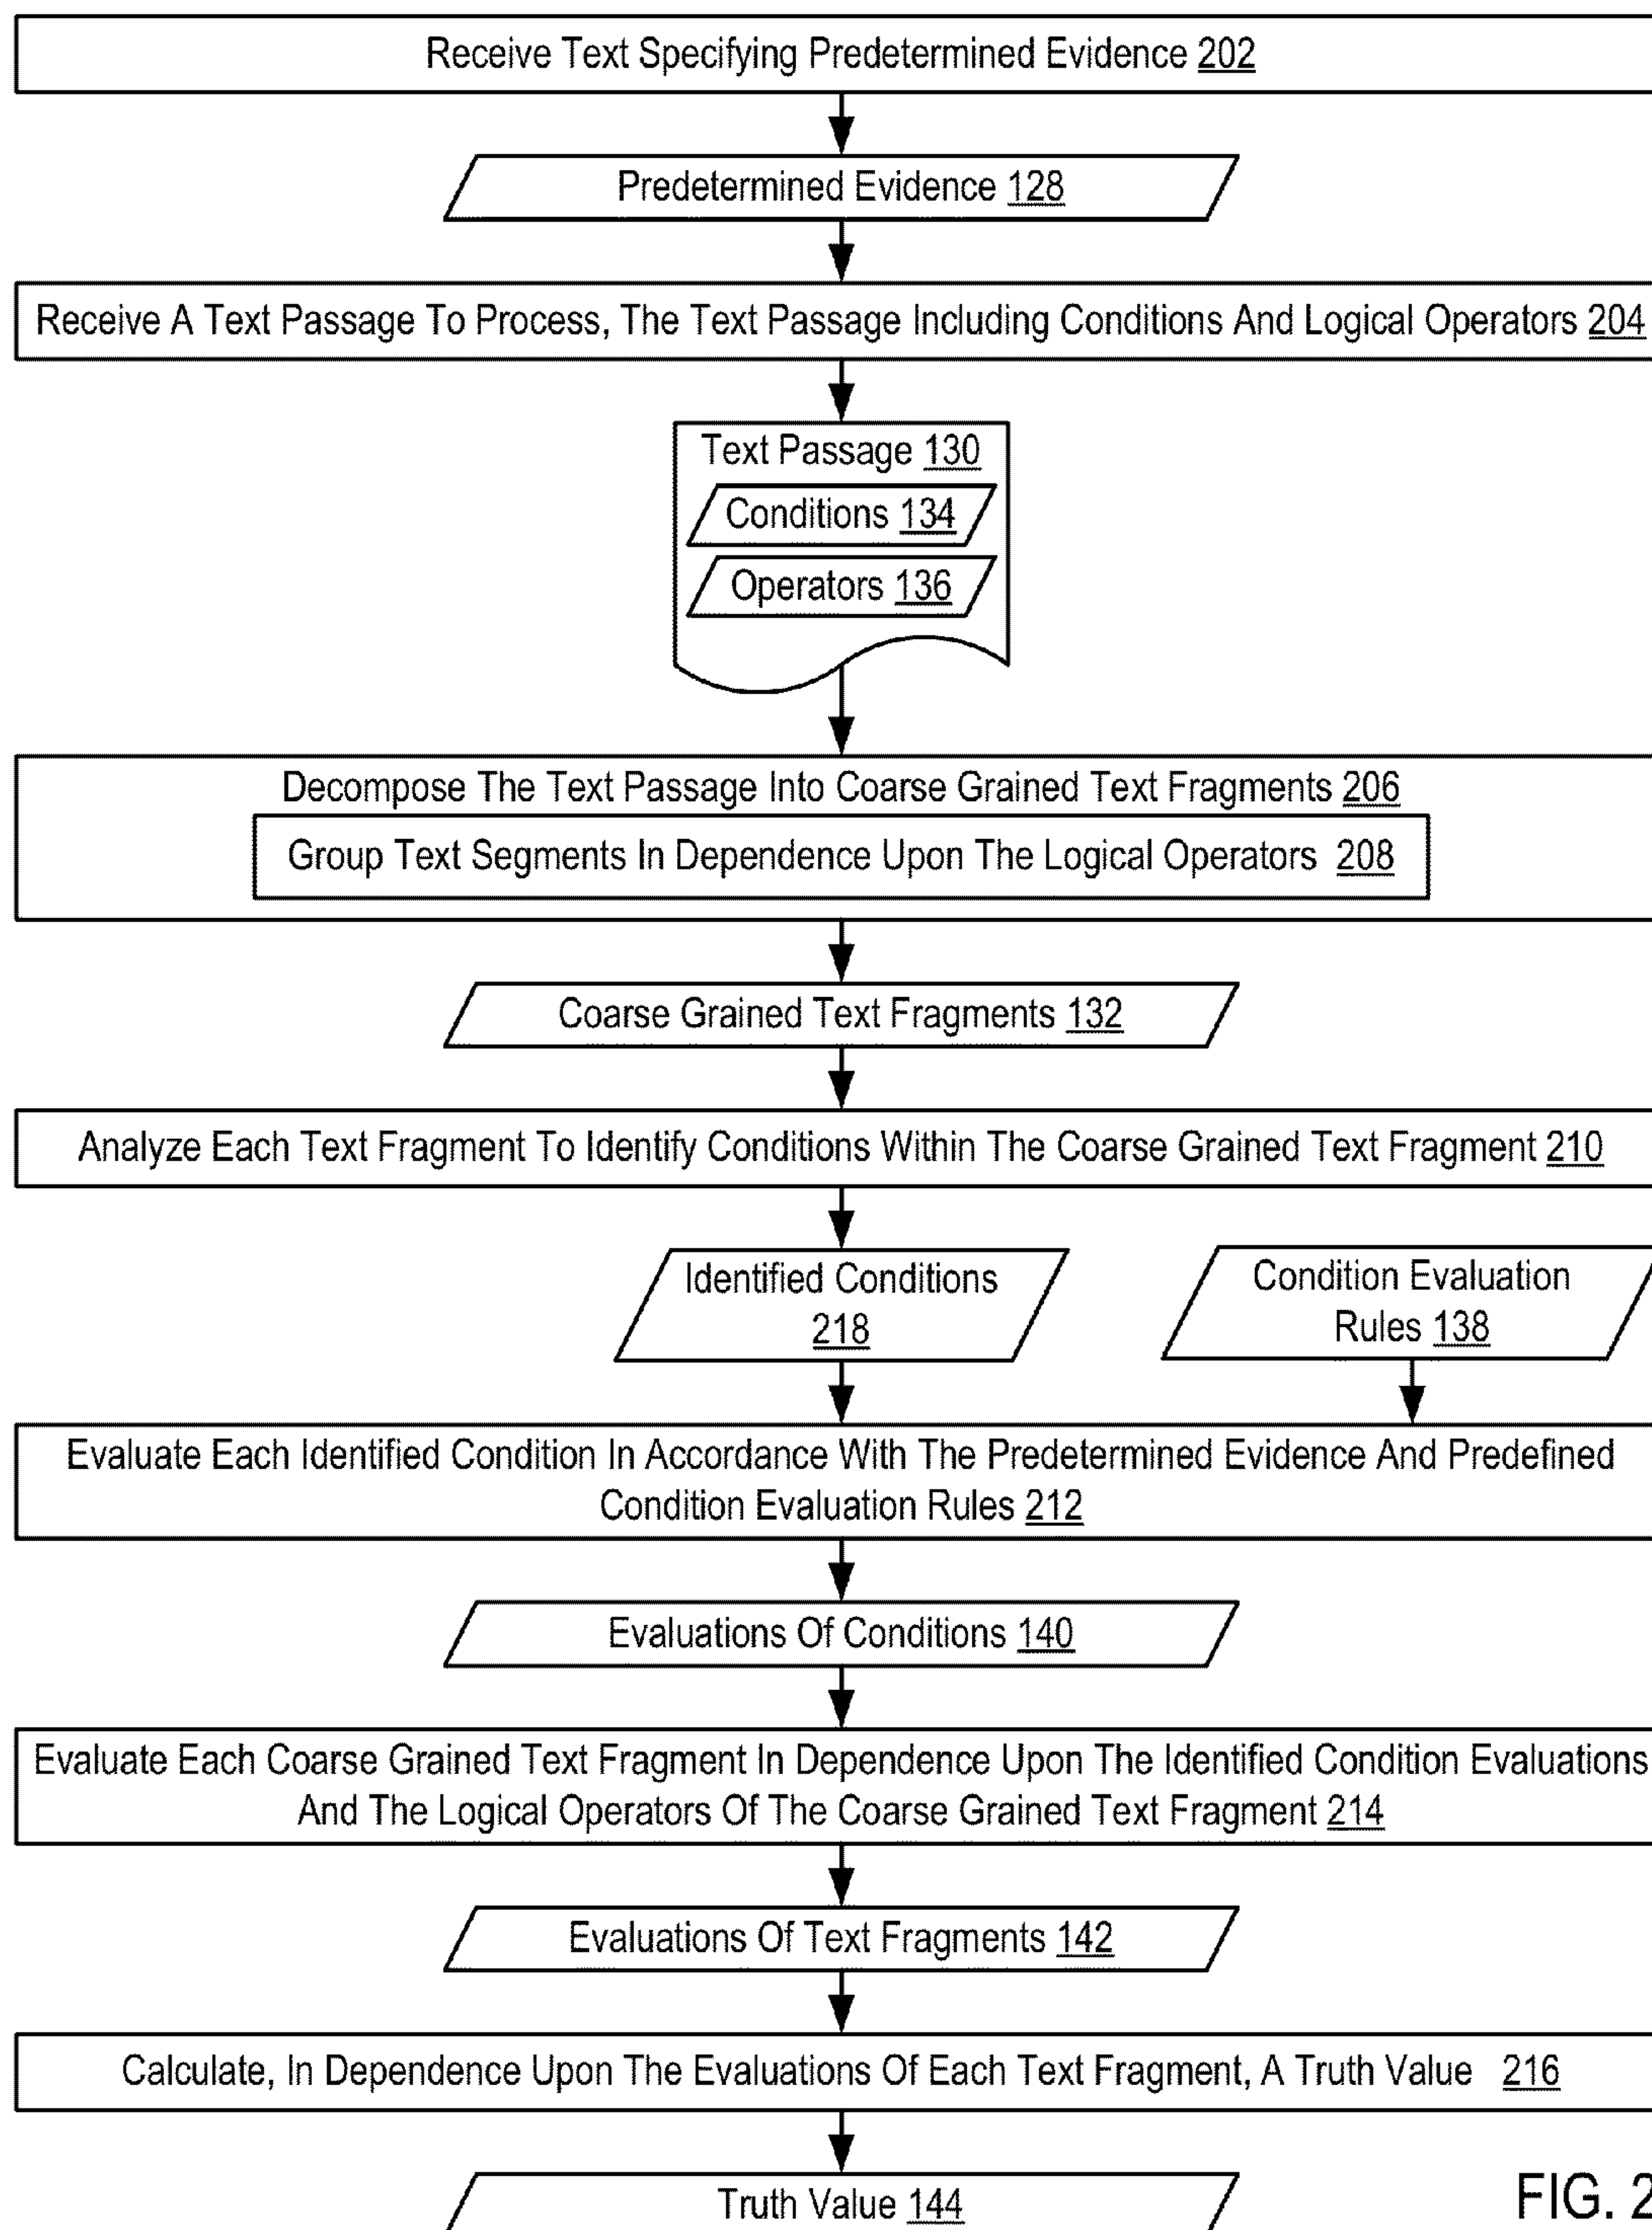 Receive Text Specifying Predetermined Evidence 202
Predetermined Evidence 128
Receive A Text Passage To Process, The Text Passage Including Conditions And Logical Operators 204
Text Passage 130
Conditions 134
Operators 136
Decompose The Text Passage Into Coarse Grained Text Fragments 206
Group Text Segments In Dependence Upon The Logical Operators 208
Coarse Grained Text Fragments 132
Analyze Each Text Fragment To Identify Conditions Within The Coarse Grained Text Fragment 210
Identified Conditions
218
Condition Evaluation
Rules 138
Evaluate Each Identified Condition In Accordance With The Predetermined Evidence And Predefined
Condition Evaluation Rules 212
Evaluations Of Conditions 140
Evaluate Each Coarse Grained Text Fragment In Dependence Upon The Identified Condition Evaluations
And The Logical Operators Of The Coarse Grained Text Fragment 214
Evaluations Of Text Fragments 142
Calculate, In Dependence Upon The Evaluations Of Each Text Fragment, A Truth Value 216
Truth Value 144
FIG. 2